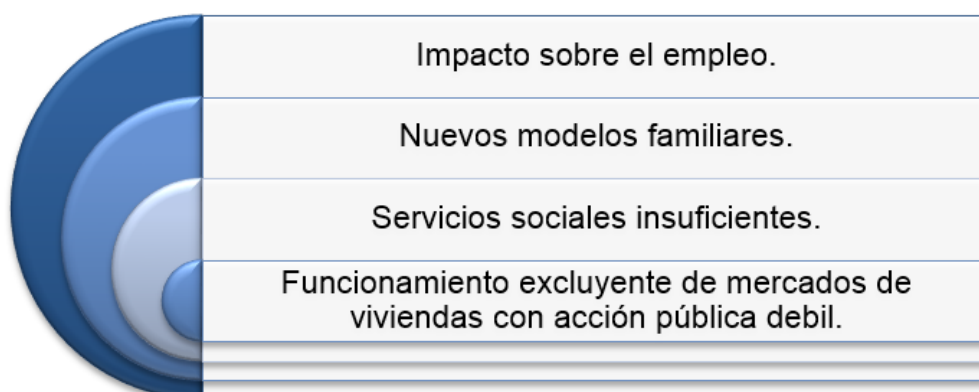 Impacto sobre el empleo.
Nuevos modelos familiares.
Servicios sociales insuficientes.
Funcionamiento excluyente de mercados de
viviendas con acción pública debil.